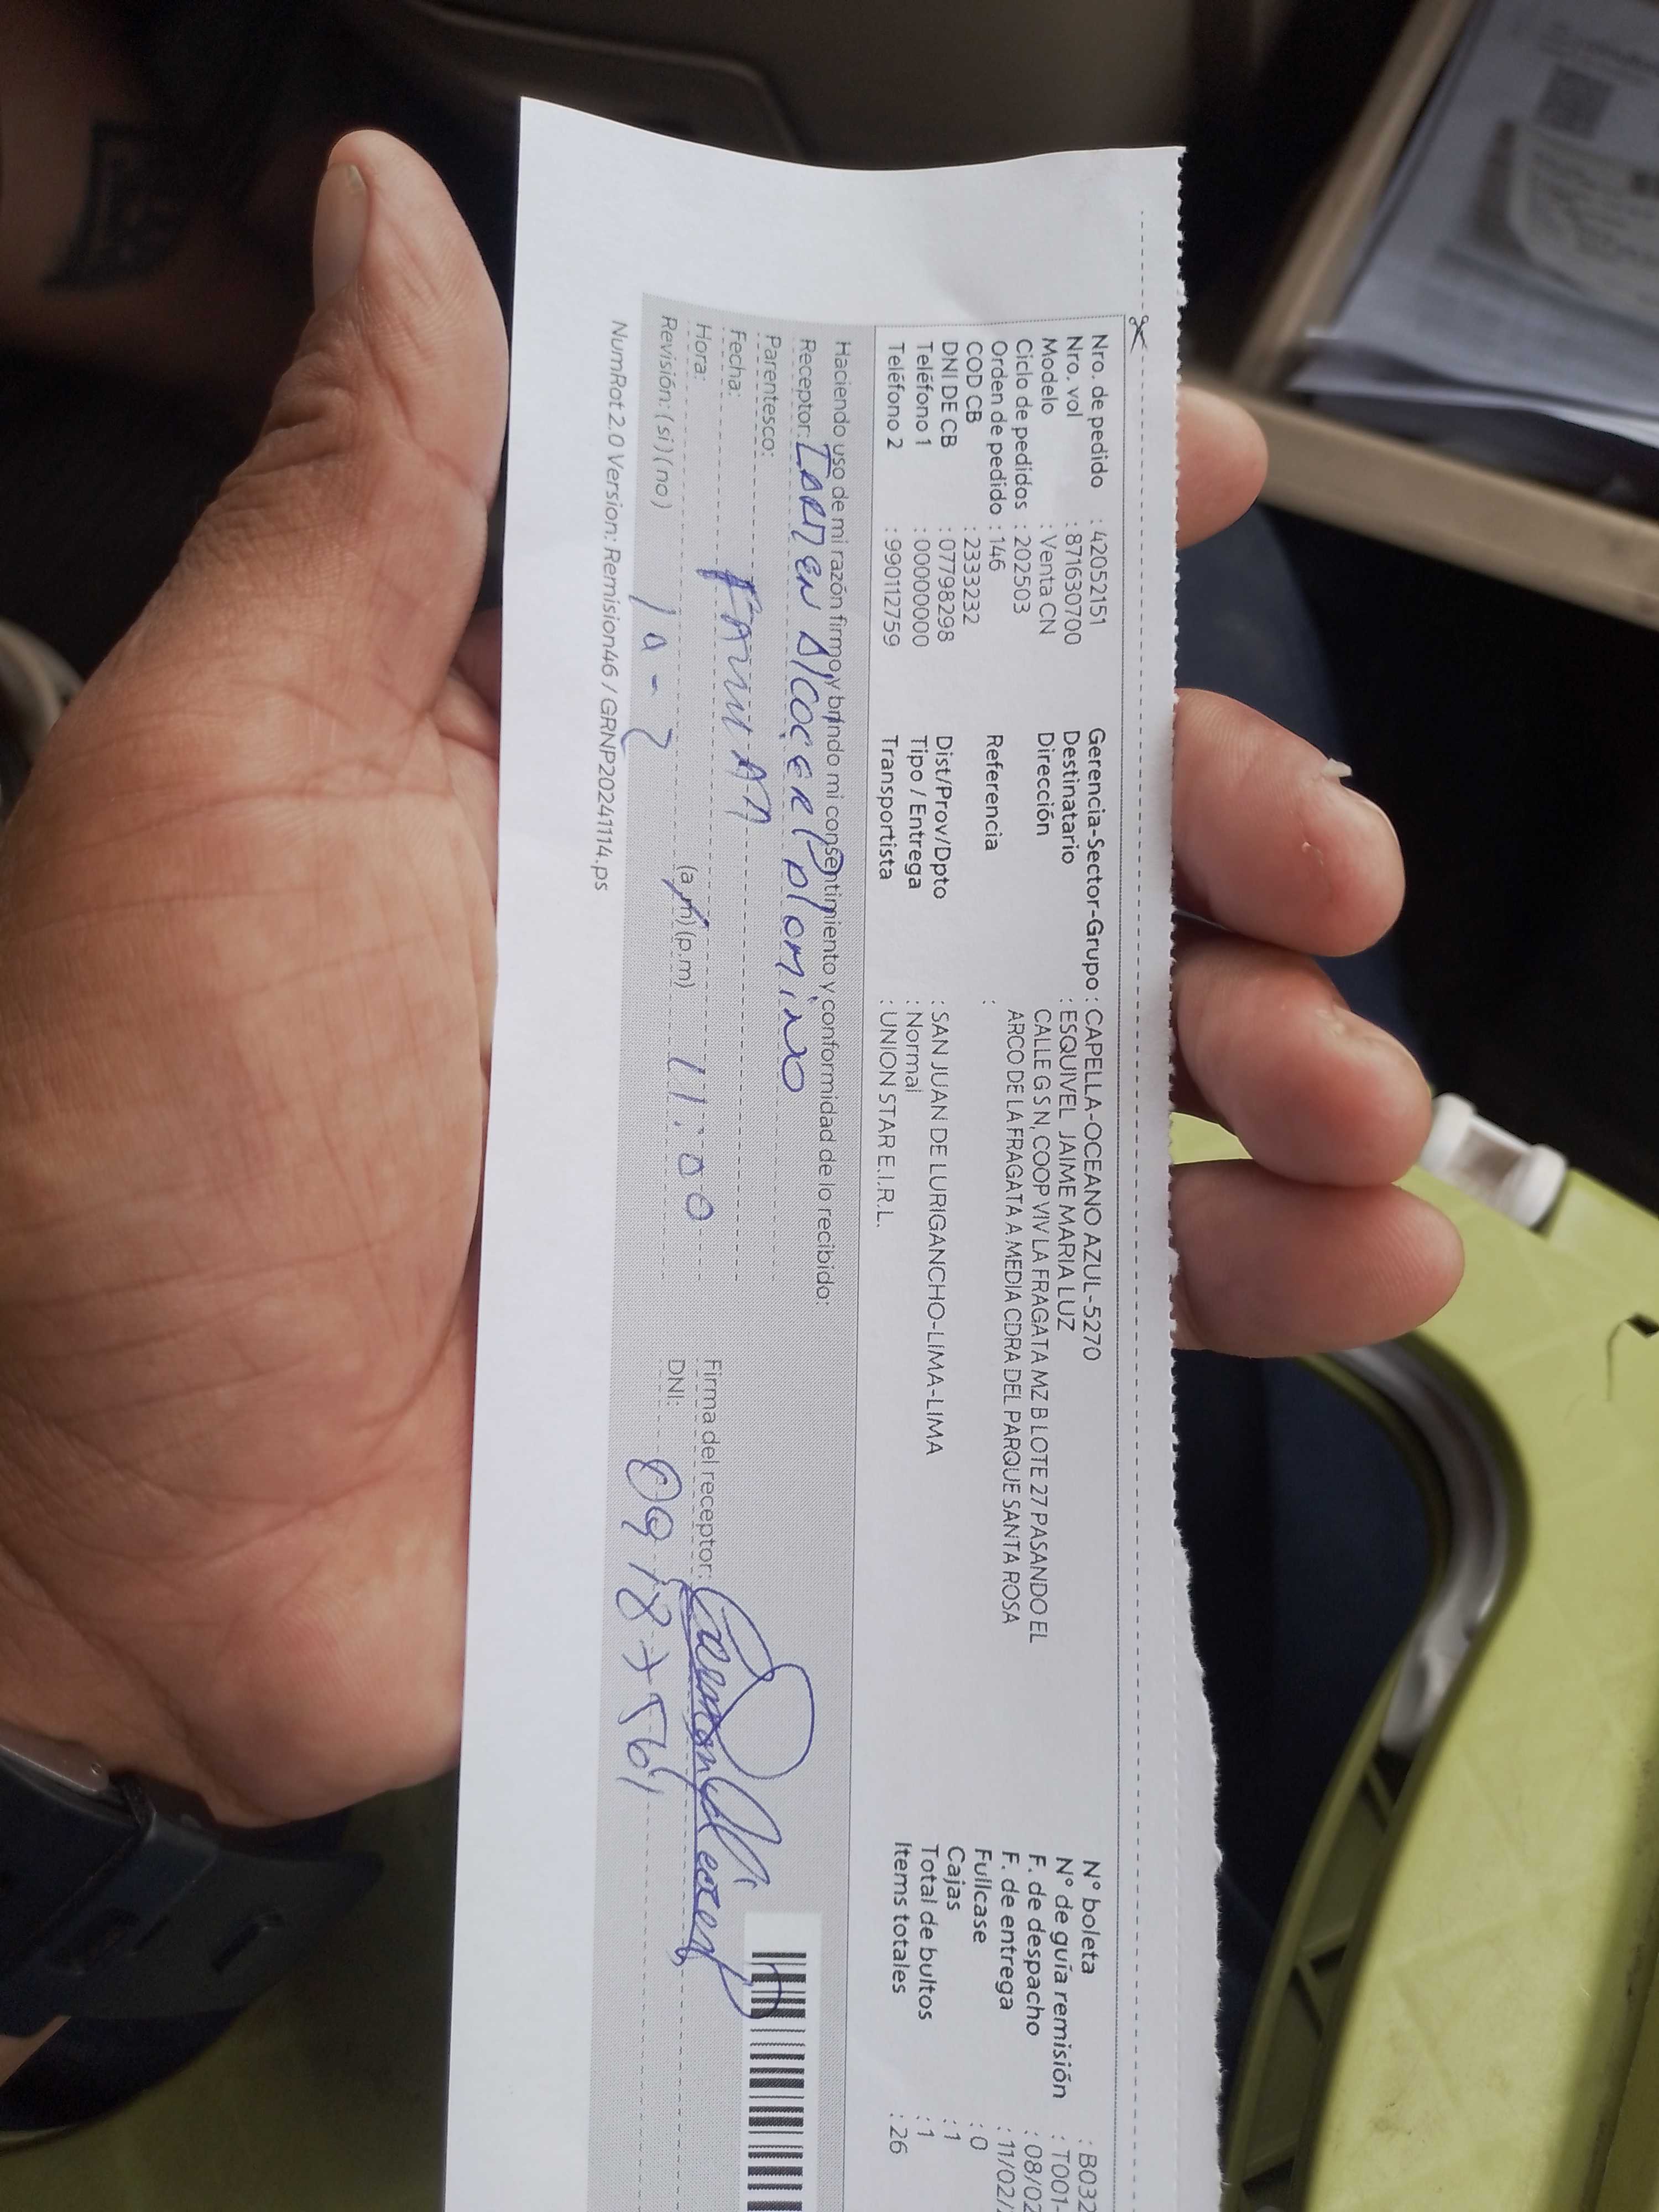 Nro. de pedido : 42052151
Nro. vol : 871630700
Modelo : Venta CN
Ciclo de pedidos : 202503
Orden de pedido : 146
COD CB : 2333232
DNI DE CB : 07798298
Teléfono 1 : 00000000
Teléfono 2 : 990112759
Gerencia-Sector-Grupo : CAPELLA-OCEANO AZUL-5270
Destinatario : ESQUIVEL JAIME MARIA LUZ
Dirección CALLE G S N, COOP VIV LA FRAGATA MZ B LOTE 27 PASANDO EL
ARCO DE LA FRAGATA A MEDIA CDRA DEL PARQUE SANTA ROSA
Referencia :
Dist/Prov/Dpto : SAN JUAN DE LURIGANCHO-LIMA-LIMA
Tipo / Entrega : Normal
Transportista : UNION STAR E.I.R.L.
N° boleta : B032
N° de guía remisión : T001-
F. de despacho : 08/02
F. de entrega : 11/02/
Fullcase : 0
Cajas : 1
Total de bultos : 1
Items totales : 26
Haciendo uso de mi razón firmo y brindo mi consentimiento y conformidad de lo recibido:
Receptor: Alcocer Palomino
Parentesco:
Fecha:
Hora: (a.m) (p.m) 11:00
Revisión: (si) (no)
Firma del receptor:
DNI: 09187561
NumRot 2.0 Version: Remision46 / GRNP20241114.ps